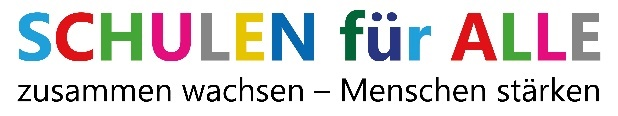 SCHULEN für ALLE
zusammen wachsen – Menschen stärken